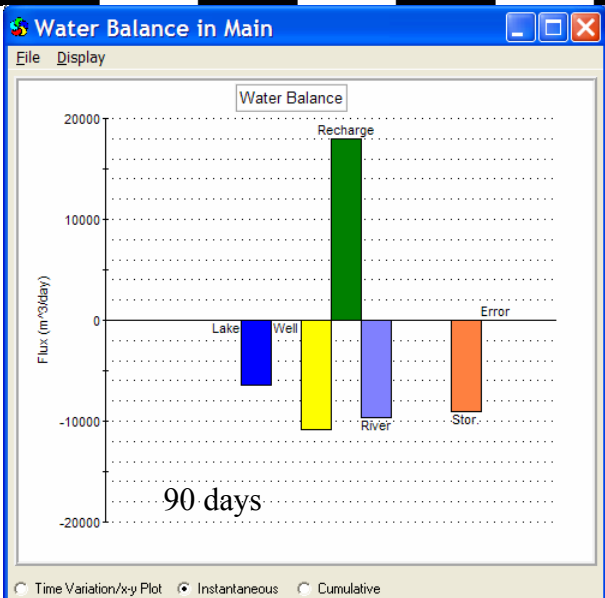 Water Balance in Main
File Display
Water Balance
20000
10000
0
-10000
-20000
Flux (m^3/day)
Recharge
Error
Lake
Well
River
Stor.
90 days
Time Variation/x-y Plot Instantaneous Cumulative